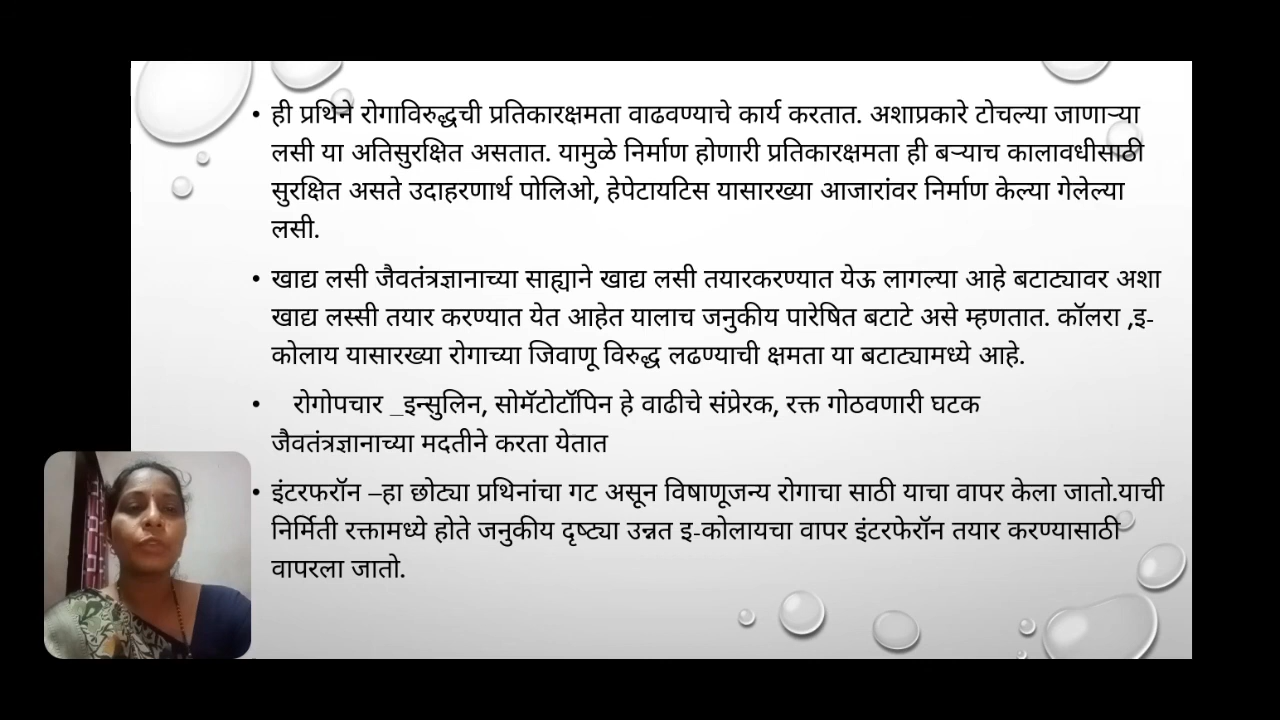 • ही प्रथिने रोगाविरुद्धची प्रतिकारक्षमता वाढवण्याचे कार्य करतात. अशाप्रकारे टोचल्या जाणाऱ्या
लसी या अतिसुरक्षित असतात. यामुळे निर्माण होणारी प्रतिकारक्षमता ही बऱ्याच कालावधीसाठी
सुरक्षित असते उदाहरणार्थ पोलिओ, हेपेटायटिस यासारख्या आजारांवर निर्माण केल्या गेलेल्या
लसी.
• खाद्य लसी जैवतंत्रज्ञानाच्या साह्याने खाद्य लसी तयारकरण्यात येऊ लागल्या आहे बटाट्यावर अशा
खाद्य लस्सी तयार करण्यात येत आहेत यालाच जनुकीय पारेषित बटाटे असे म्हणतात. कॉलरा ,इ-
कोलाय यासारख्या रोगाच्या जिवाणू विरुद्ध लढण्याची क्षमता या बटाट्यामध्ये आहे.
• रोगोपचार _इन्सुलिन, सोमॅटोटॉपिन हे वाढीचे संप्रेरक, रक्त गोठवणारी घटक
जैवतंत्रज्ञानाच्या मदतीने करता येतात
• इंटरफरॉन –हा छोट्या प्रथिनांचा गट असून विषाणूजन्य रोगाचा साठी याचा वापर केला जातो.याची
निर्मिती रक्तामध्ये होते जनुकीय दृष्ट्या उन्नत इ-कोलायचा वापर इंटरफेरॉन तयार करण्यासाठी
वापरला जातो.